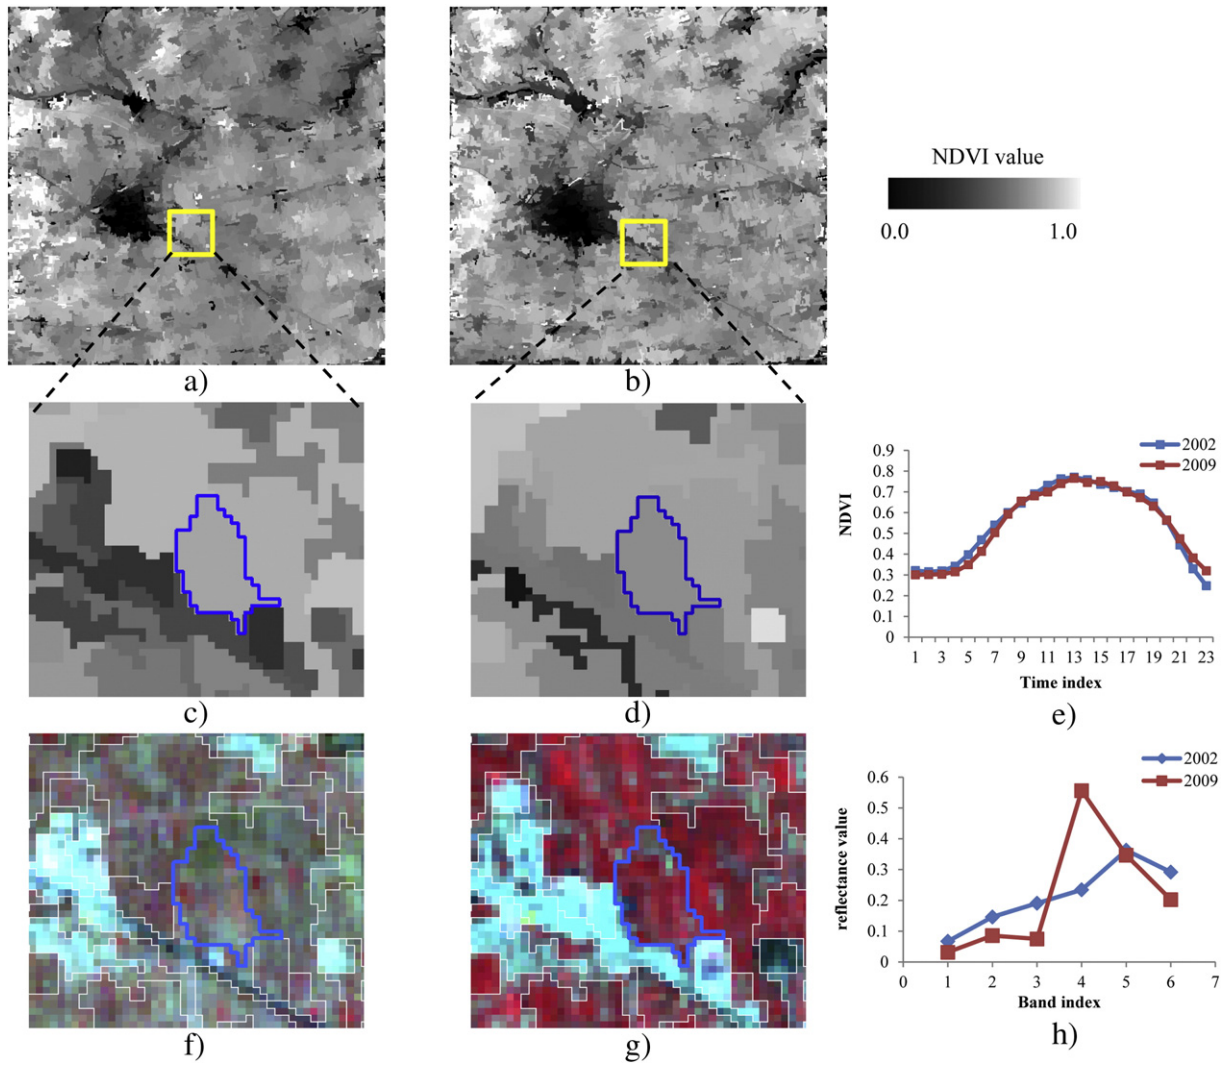 NDVI value
0.0 1.0
a) b)
2002
2009
0.9
0.8
0.7
0.6
0.5
0.4
0.3
0.2
0.1
0
NDVI
1 3 5 7 9 11 13 15 17 19 21 23
Time index
c) d) e)
2002
2009
0.6
0.5
0.4
0.3
0.2
0.1
0
reflectance value
0 1 2 3 4 5 6 7
Band index
f) g) h)